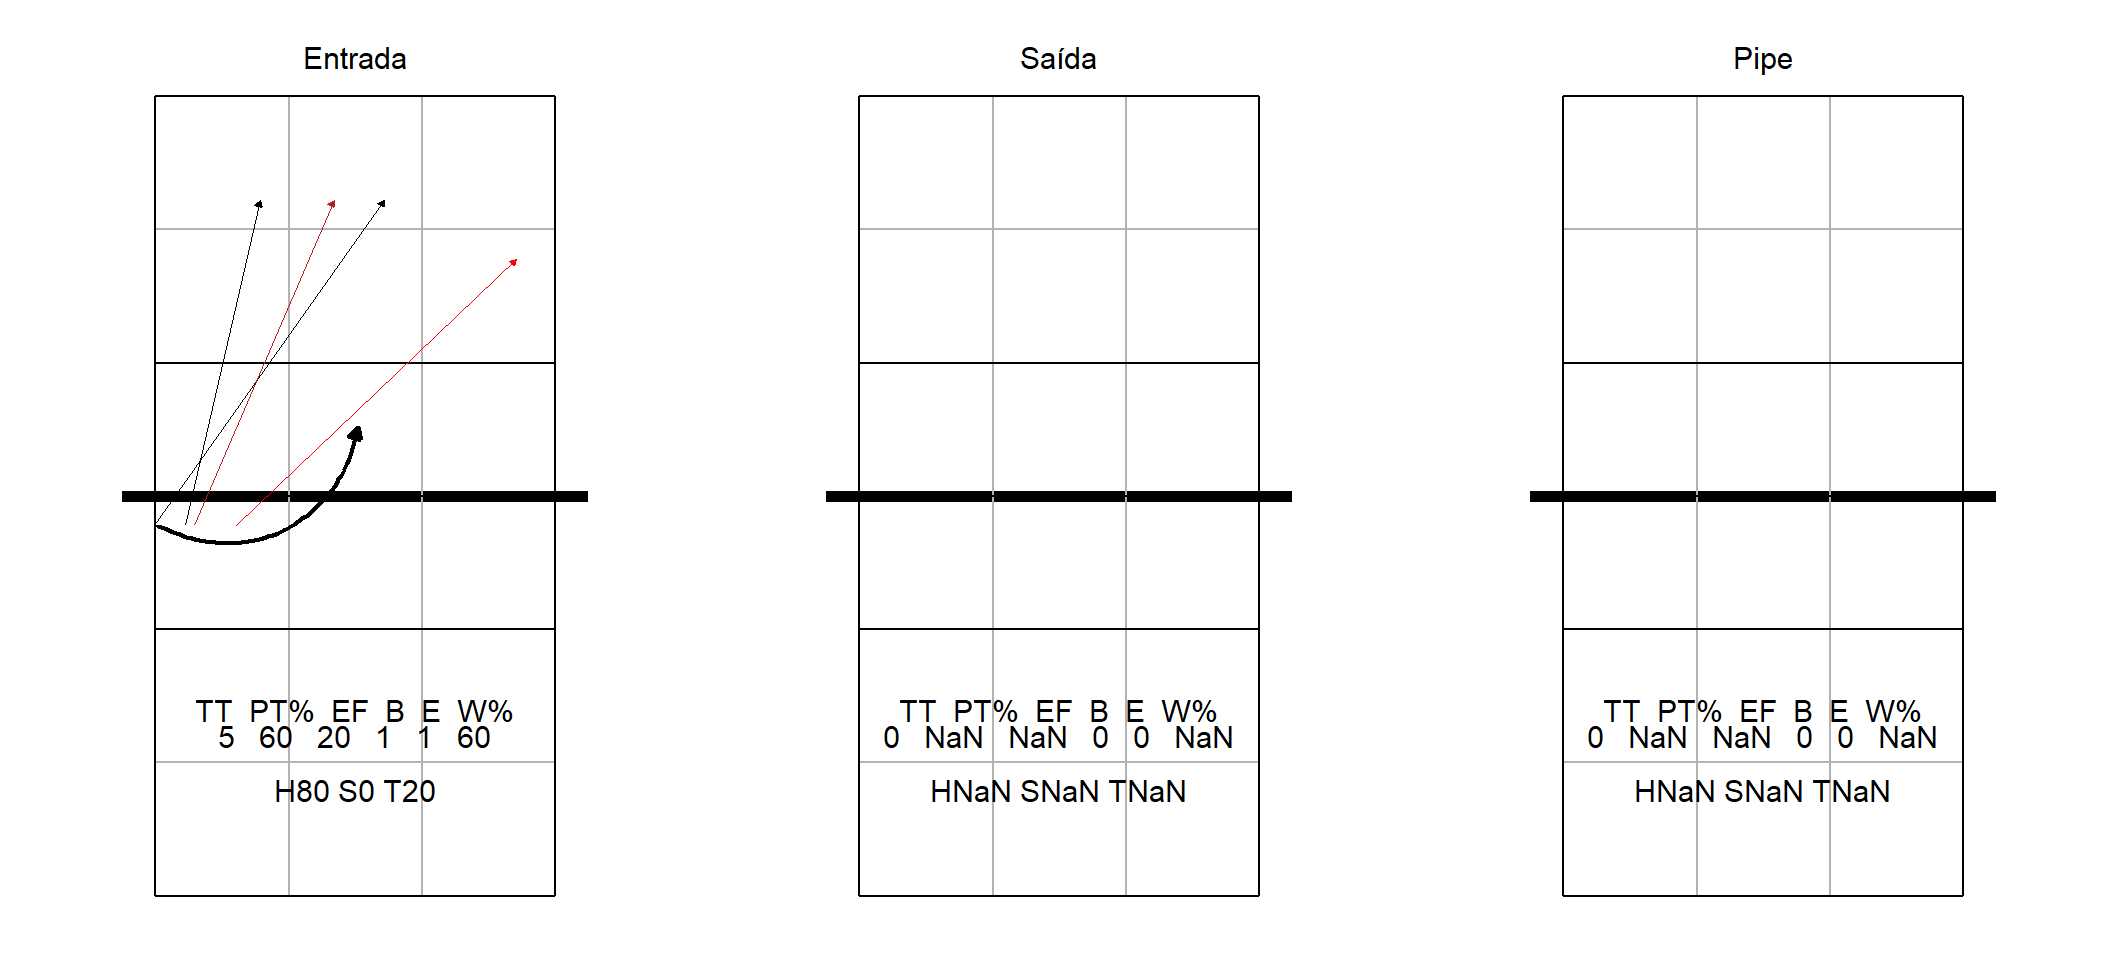 Entrada
TT PT% EF B E W%
5 60 20 1 1 60
H80 S0 T20
Saída
TT PT% EF B E W%
0 NaN NaN 0 0 NaN
HNaN SNaN TNaN
Pipe
TT PT% EF B E W%
0 NaN NaN 0 0 NaN
HNaN SNaN TNaN